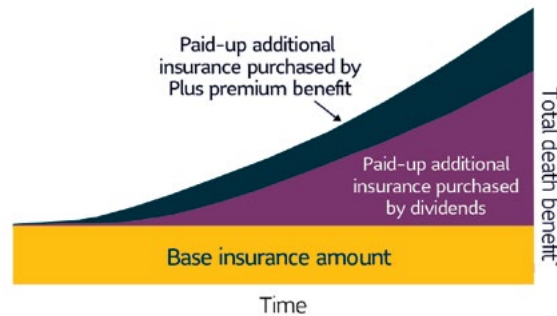 Paid-up additional
insurance purchased by
Plus premium benefit
Paid-up additional
insurance purchased
by dividends
Total death benefit
Base insurance amount
Time